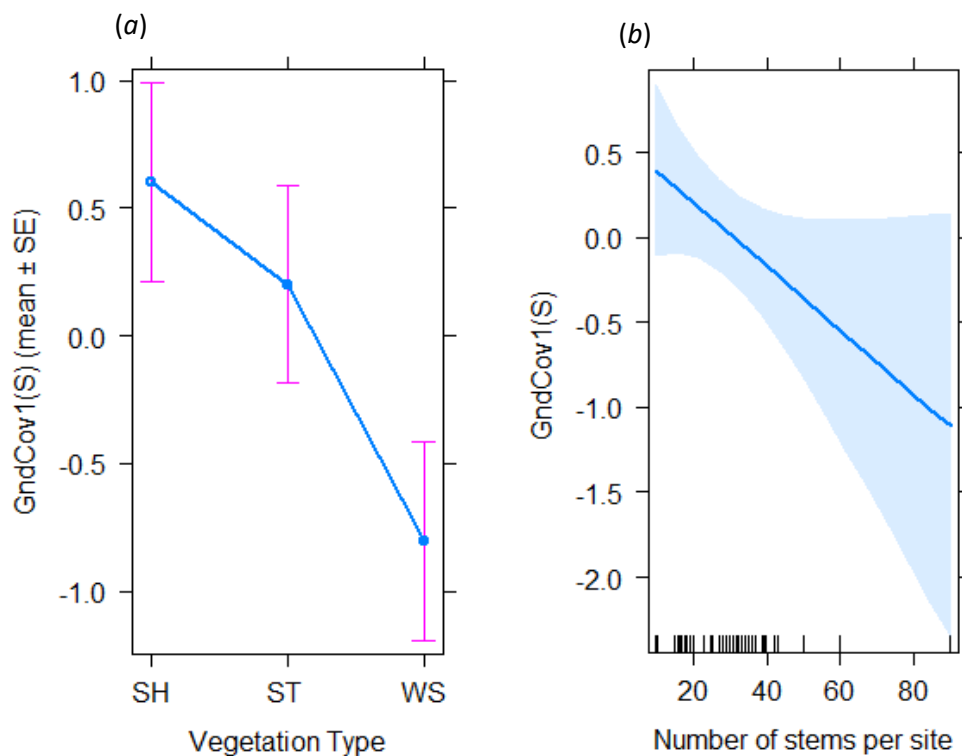 (a)
GndCov1(S) (mean ± SE)
1.0
0.5
0.0
-0.5
-1.0
SH ST WS
Vegetation Type
(b)
GndCov1(S)
0.5
0.0
-0.5
-1.0
-1.5
-2.0
20 40 60 80
Number of stems per site